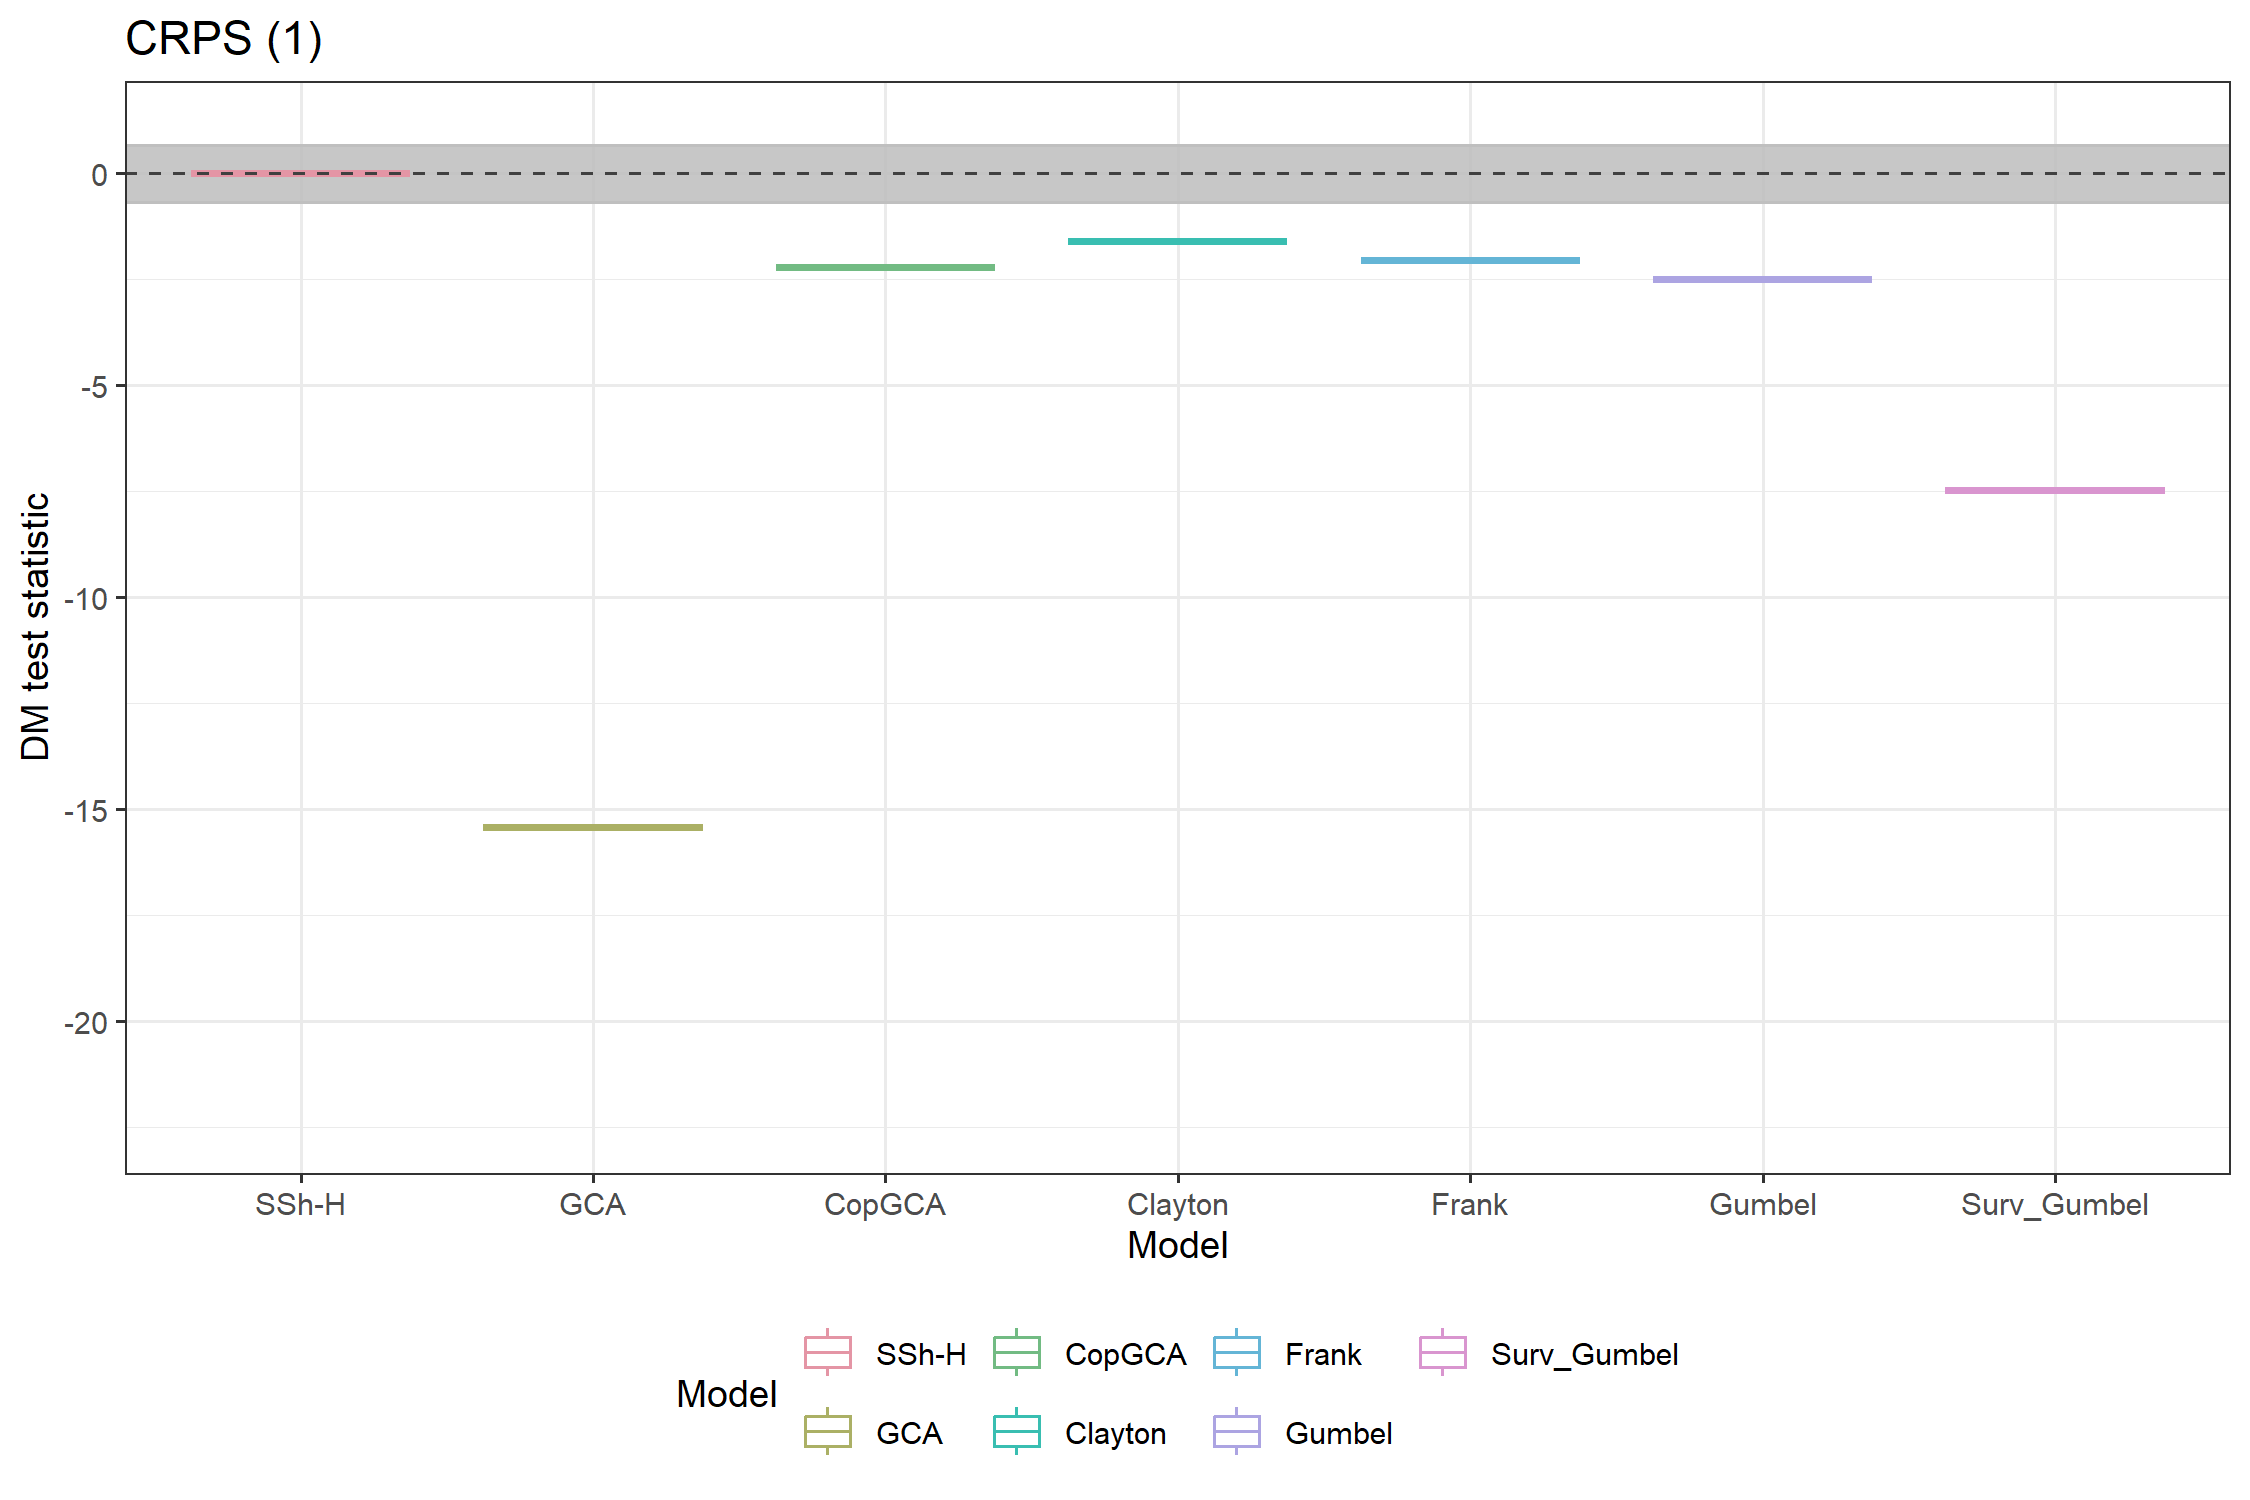 CRPS (1)
0
-5
-10
-15
-20
DM test statistic
SSh-H GCA CopGCA Clayton Frank Gumbel Surv_Gumbel
Model
Model
SSh-H CopGCA Frank Surv_Gumbel
GCA Clayton Gumbel